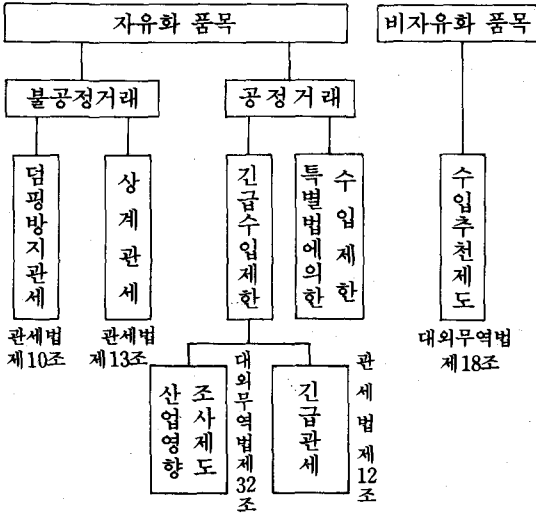 자유화 품목
비자유화 품목
불공정거래
공정거래
덤핑방지관세
상계관세
긴급수입제한
특별법에의한
수입제한
수입추천제도
관세법
제10조
관세법
제13조
대외무역법
제18조
산업영향
조사제도
대외무역법제32조
긴급관세
관세법제12조